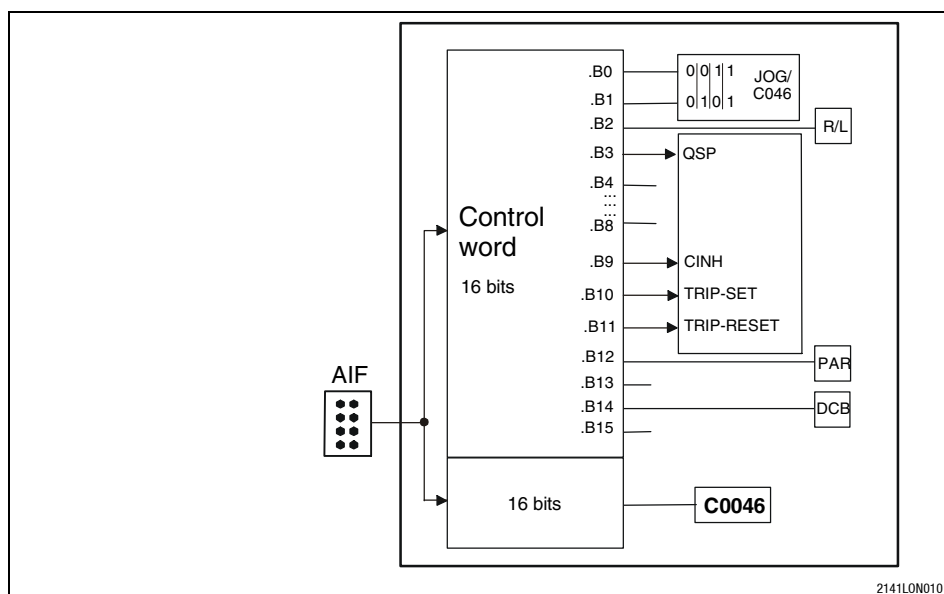 .B0
0 0 1 1
JOG/
C046
.B1
0 1 0 1
.B2
R/L
.B3
QSP
.B4
...
...
.B8
Control
word
16 bits
.B9
CINH
.B10
TRIP-SET
.B11
TRIP-RESET
.B12
PAR
.B13
AIF
.B14
DCB
.B15
16 bits
C0046
2141LON010